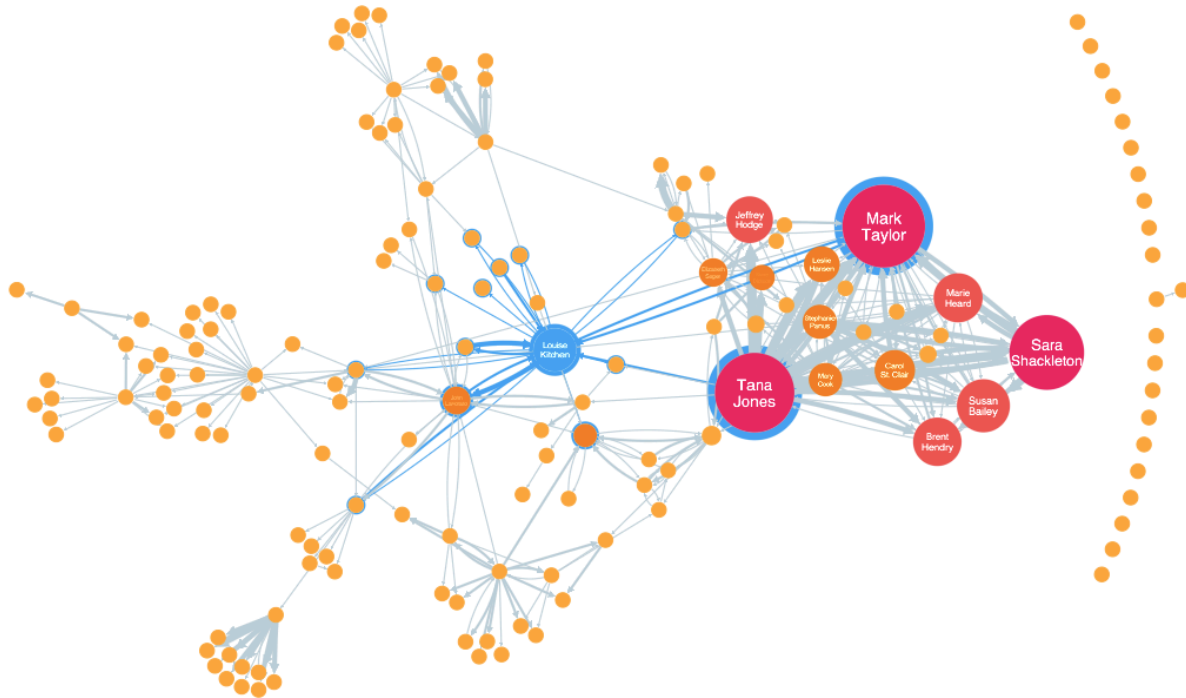 Mark
Taylor
Jeffrey
Hodge
Leslie
Hansen
Marie
Heard
Stephanie
Panus
Louise
Kitchen
Sara
Shackleton
Carol
St. Clair
Mary
Cook
Tana
Jones
Susan
Bailey
Brent
Hendry